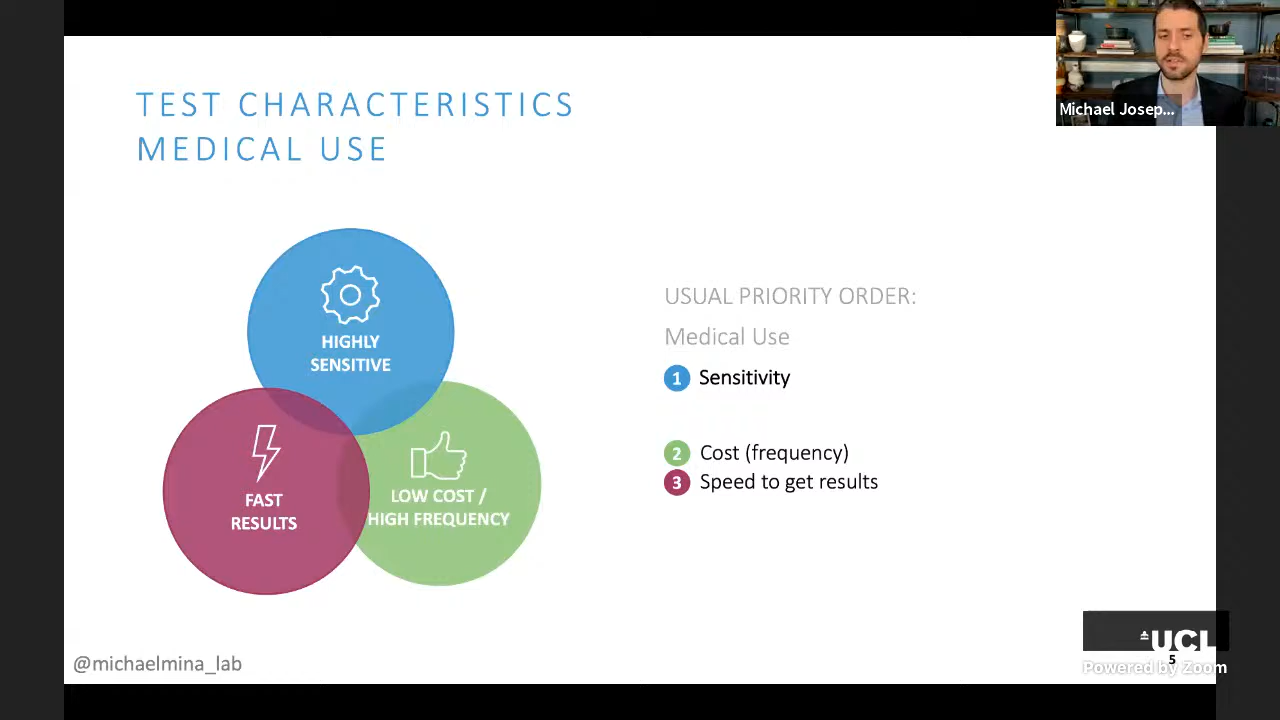 TEST CHARACTERISTICS
MEDICAL USE
Michael Josep...
HIGHLY
SENSITIVE
FAST
RESULTS
LOW COST /
HIGH FREQUENCY
USUAL PRIORITY ORDER:
Medical Use
1 Sensitivity
2 Cost (frequency)
3 Speed to get results
@michaelmina_lab
UCL
5
Powered by Zoom